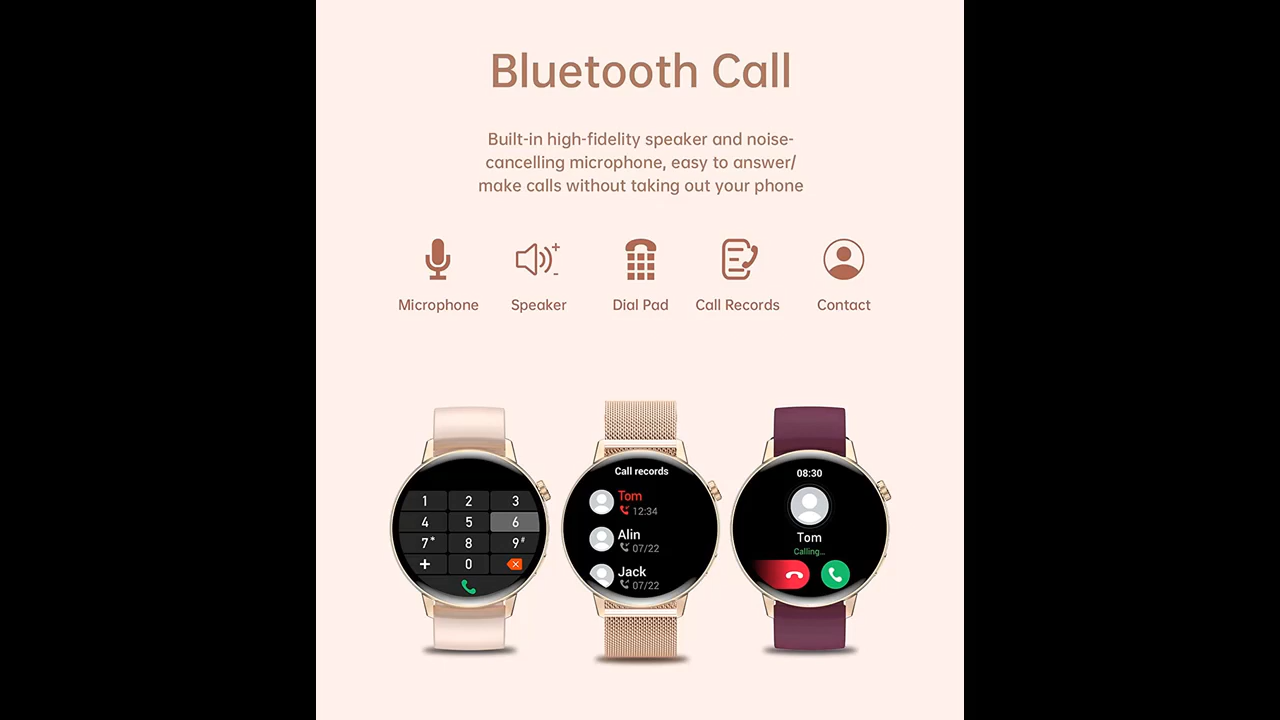 Bluetooth Call
Built-in high-fidelity speaker and noise-
cancelling microphone, easy to answer/
make calls without taking out your phone
Microphone Speaker Dial Pad Call Records Contact
1 2 3
4 5 6
7* 8 9#
+ 0
Call records
Tom
12:34
Alin
07/22
Jack
07/22
08:30
Tom
Calling...